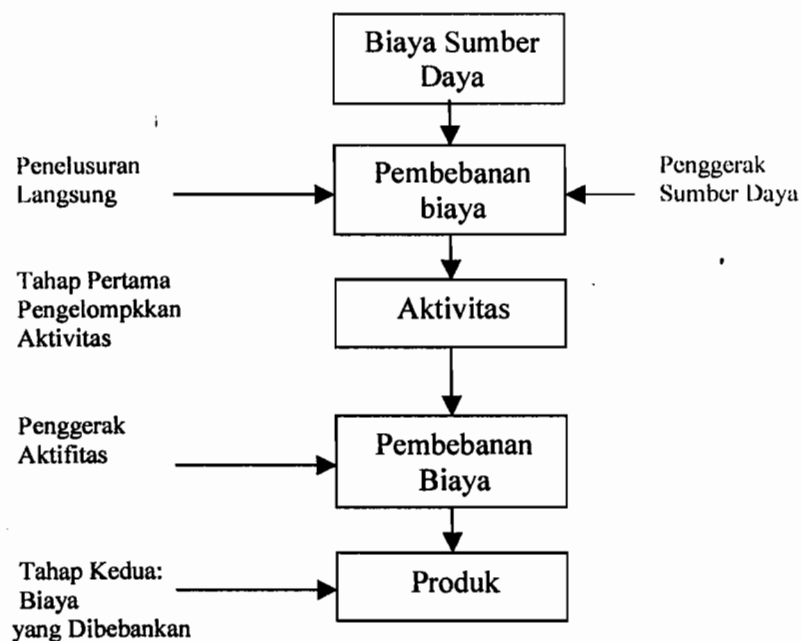 Biaya Sumber
Daya
Penelusuran
Langsung
Pembebanan
biaya
Penggerak
Sumber Daya
Tahap Pertama
Pengelompkkan
Aktivitas
Aktivitas
Penggerak
Aktifitas
Pembebanan
Biaya
Tahap Kedua:
Biaya
yang Dibebankan
Produk